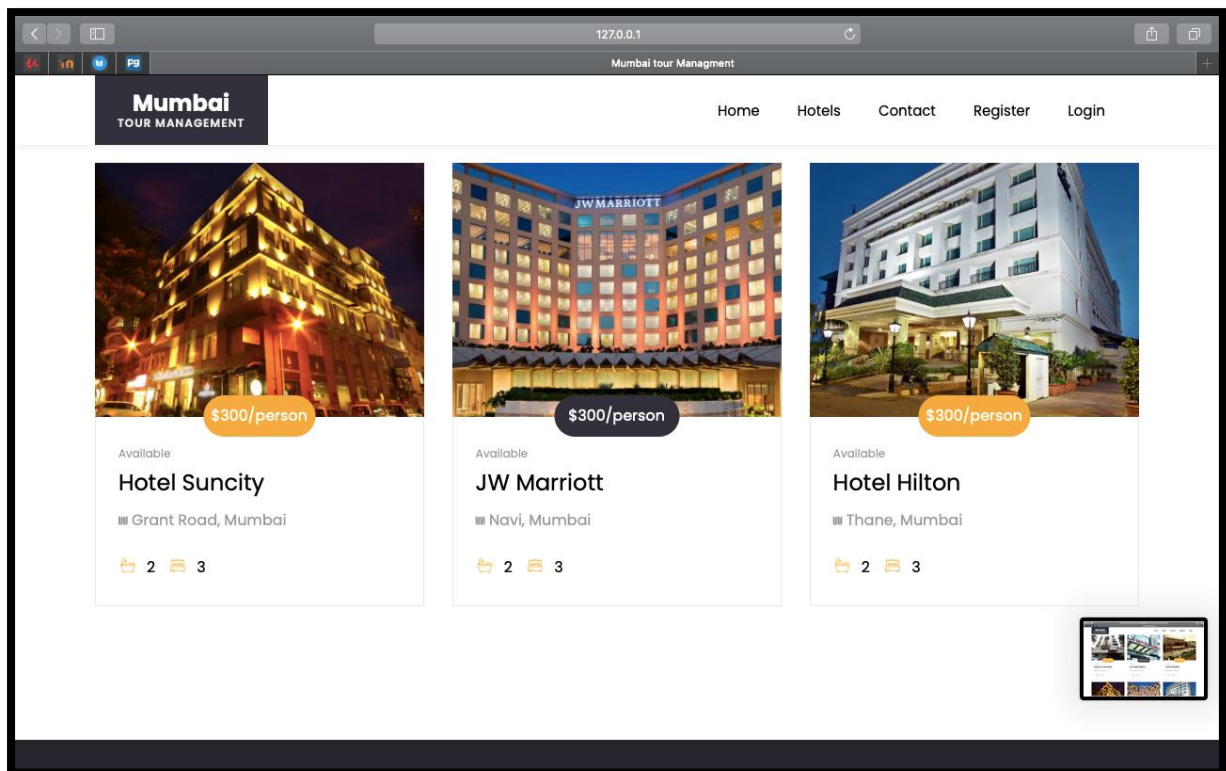 127.0.0.1
Mumbai tour Managment
Mumbai
TOUR MANAGEMENT
Home Hotels Contact Register Login
JW MARRIOTT
$300/person $300/person $300/person
Available Available Available
Hotel Suncity JW Marriott Hotel Hilton
Grant Road, Mumbai Navi, Mumbai Thane, Mumbai
2 3 2 3 2 3